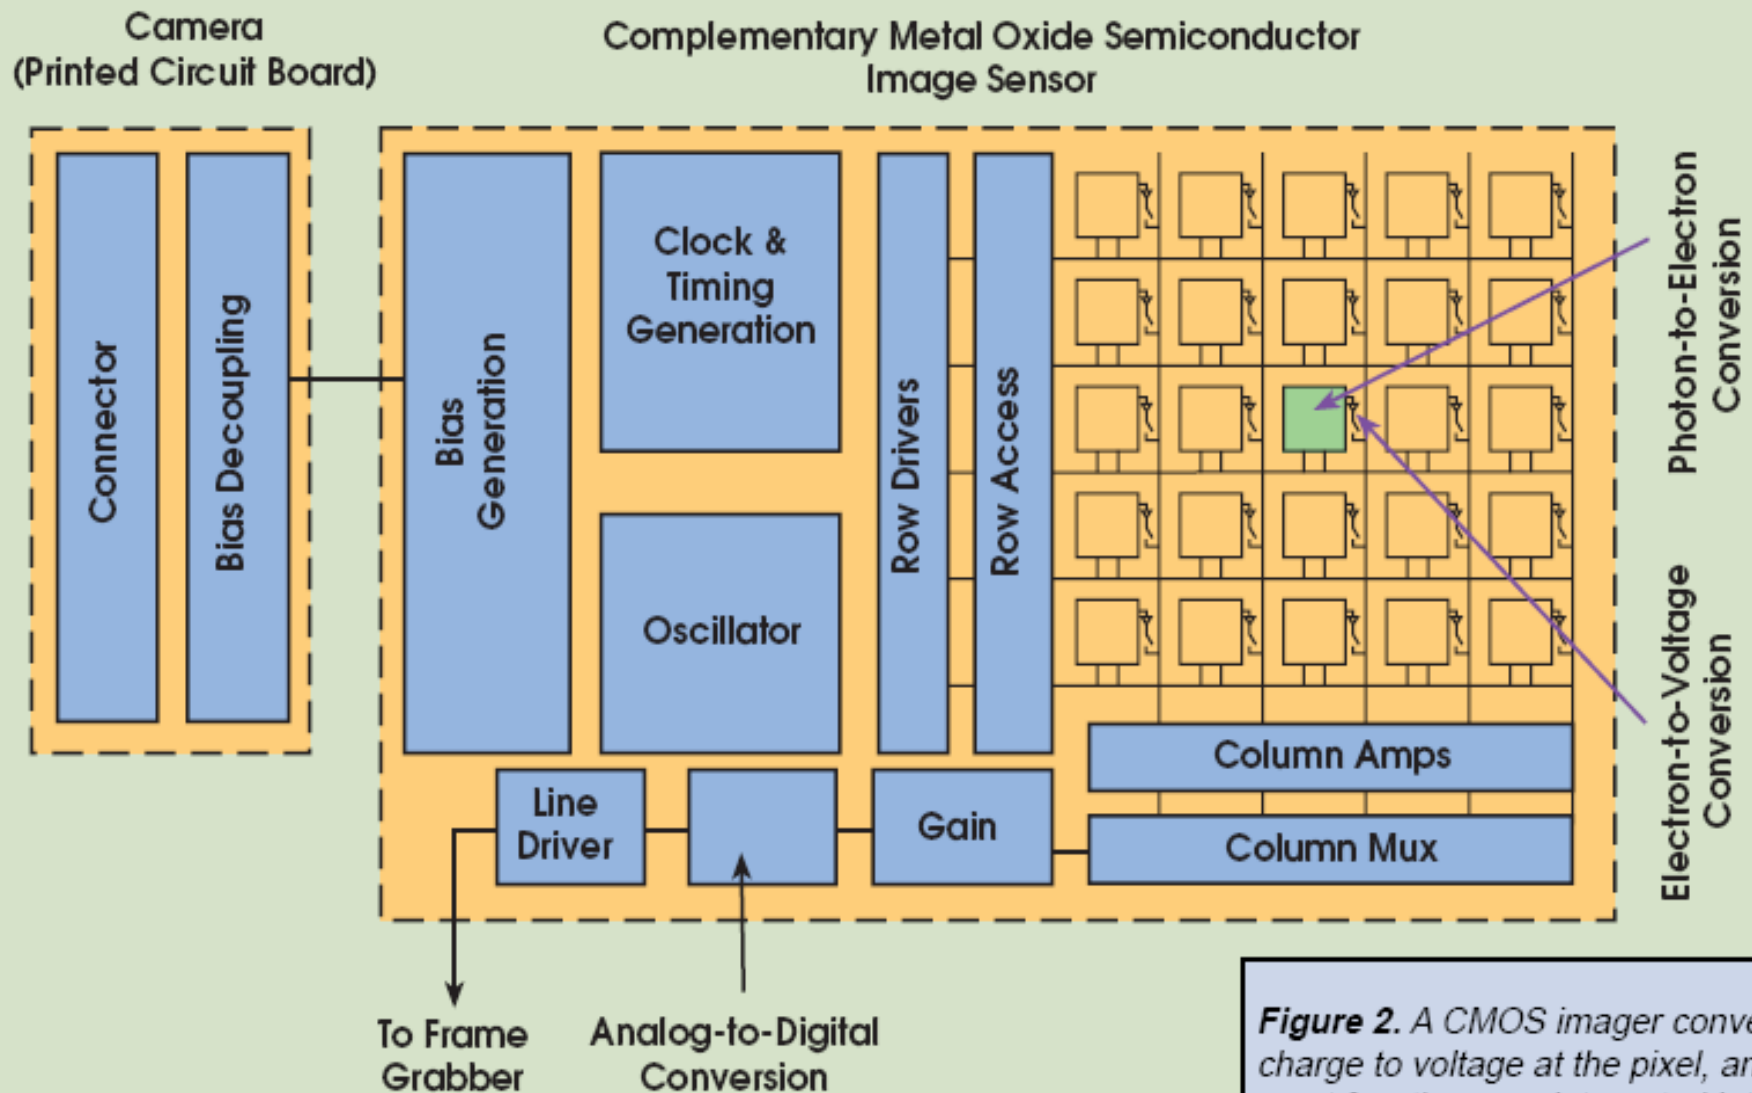 Camera
(Printed Circuit Board)
Complementary Metal Oxide Semiconductor
Image Sensor
Connector
Bias Decoupling
Bias
Generation
Clock &
Timing
Generation
Oscillator
Row Drivers
Row Access
Photon-to-Electron
Conversion
Electron-to-Voltage
Conversion
Column Amps
Column Mux
Gain
Line
Driver
To Frame
Grabber
Analog-to-Digital
Conversion
Figure 2. A CMOS imager conve
charge to voltage at the pixel, an